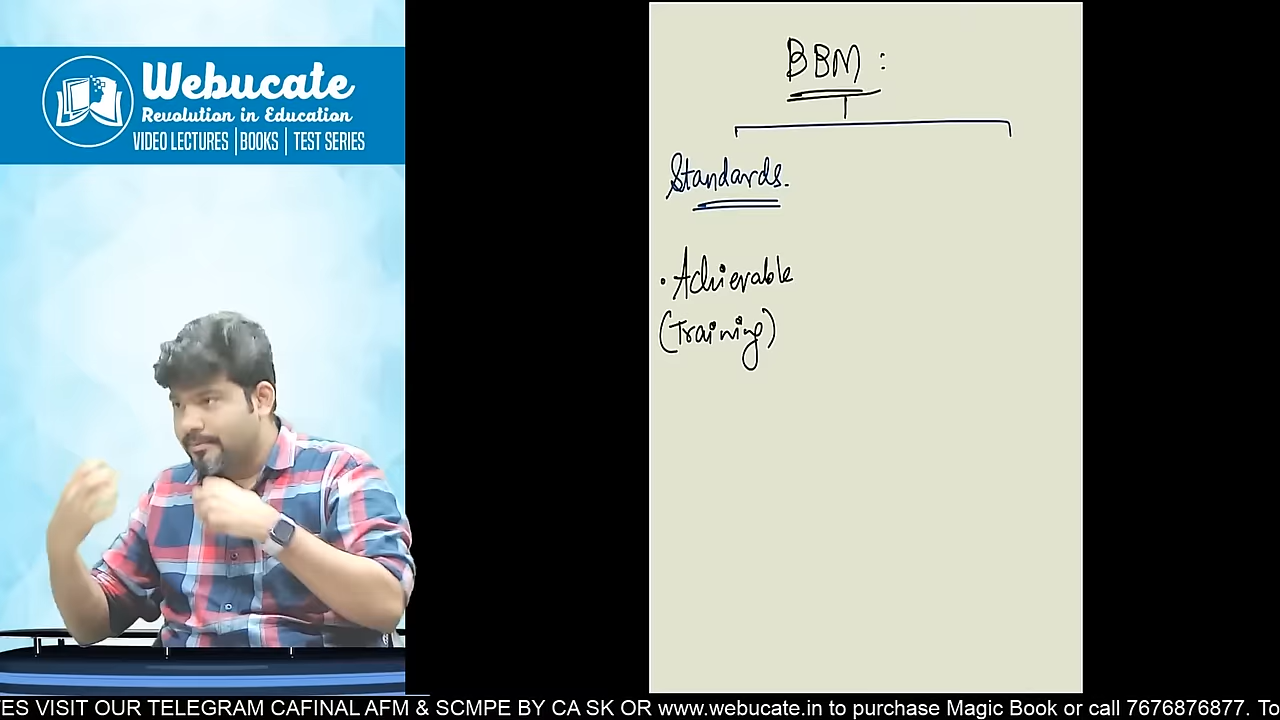 Webucate
Revolution in Education
VIDEO LECTURES | BOOKS | TEST SERIES
BBM :
Standards.
• Achievable
(Training)
TES VISIT OUR TELEGRAM CAFINAL AFM & SCMPE BY CA SK OR www.webucate.in to purchase Magic Book or call 7676876877. To